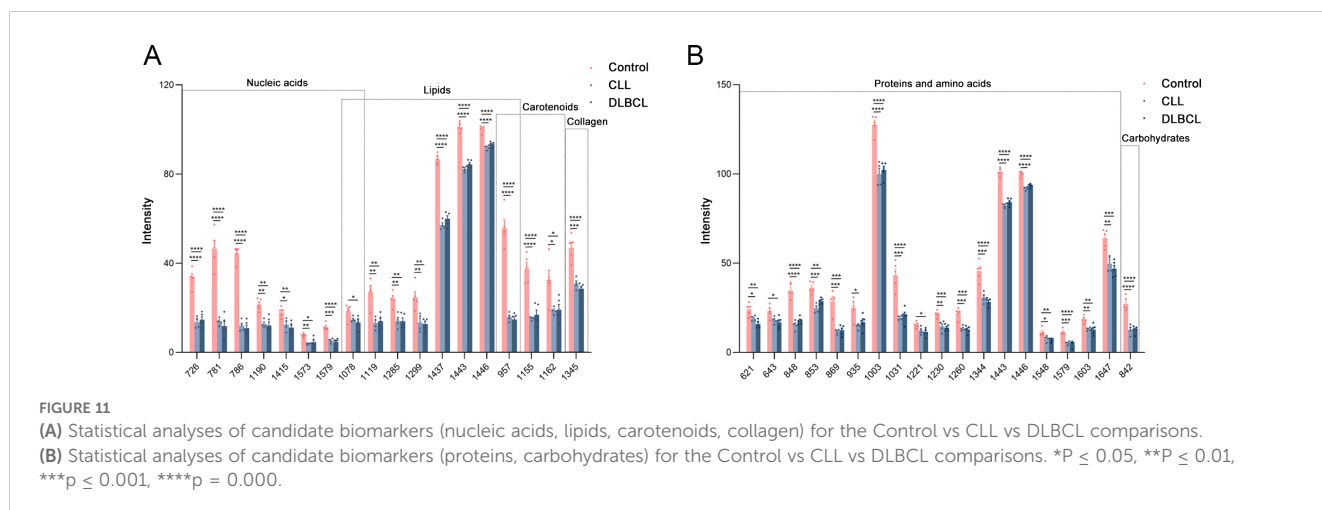 A
B
Control
CLL
DLBCL
Nucleic acids
Lipids
Carotenoids
Collagen
Intensity
120
80
40
0
726
781
786
1190
1415
1573
1579
1078
1119
1285
1299
1437
1443
1446
957
1155
1162
1345
Control
CLL
DLBCL
Proteins and amino acids
Carbohydrates
Intensity
150
100
50
0
621
643
848
853
869
935
1003
1031
1221
1230
1260
1344
1443
1446
1548
1579
1603
1647
842
FIGURE 11
(A) Statistical analyses of candidate biomarkers (nucleic acids, lipids, carotenoids, collagen) for the Control vs CLL vs DLBCL comparisons.
(B) Statistical analyses of candidate biomarkers (proteins, carbohydrates) for the Control vs CLL vs DLBCL comparisons. *P ≤ 0.05, **P ≤ 0.01,
***p ≤ 0.001, ****p = 0.000.